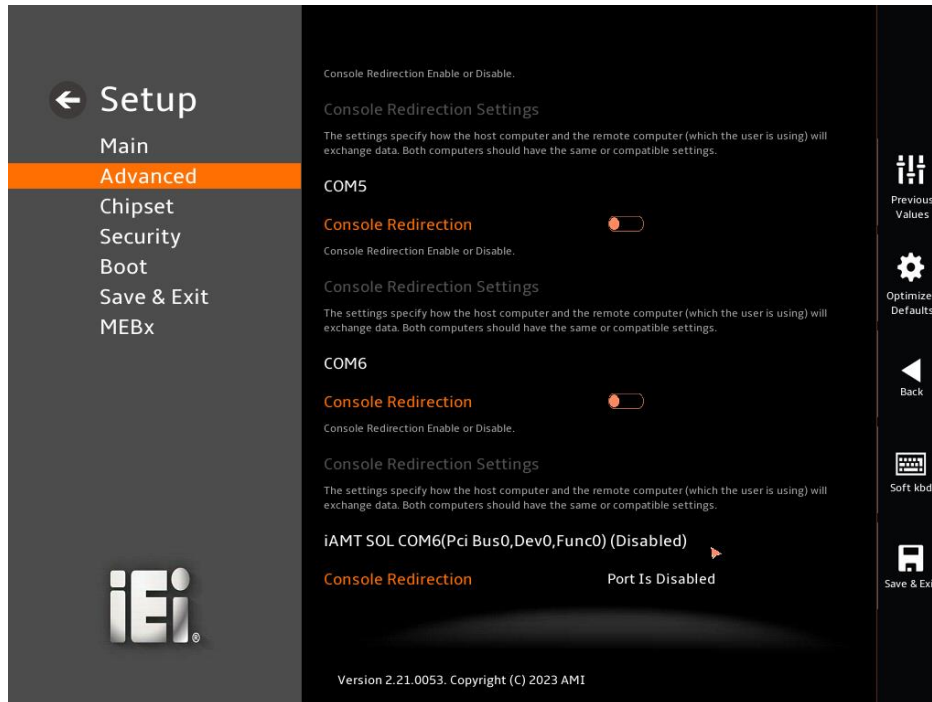 Setup
Main
Advanced
Chipset
Security
Boot
Save & Exit
MEBx
iEi®
Console Redirection Enable or Disable.
Console Redirection Settings
The settings specify how the host computer and the remote computer (which the user is using) will
exchange data. Both computers should have the same or compatible settings.
COM5
Console Redirection
Console Redirection Enable or Disable.
Console Redirection Settings
The settings specify how the host computer and the remote computer (which the user is using) will
exchange data. Both computers should have the same or compatible settings.
COM6
Console Redirection
Console Redirection Enable or Disable.
Console Redirection Settings
The settings specify how the host computer and the remote computer (which the user is using) will
exchange data. Both computers should have the same or compatible settings.
iAMT SOL COM6(Pci Bus0,Dev0,Func0) (Disabled)
Console Redirection Port Is Disabled
Version 2.21.0053. Copyright (C) 2023 AMI
Previous
Values
Optimize
Defaults
Back
Soft kbd
Save & Exi